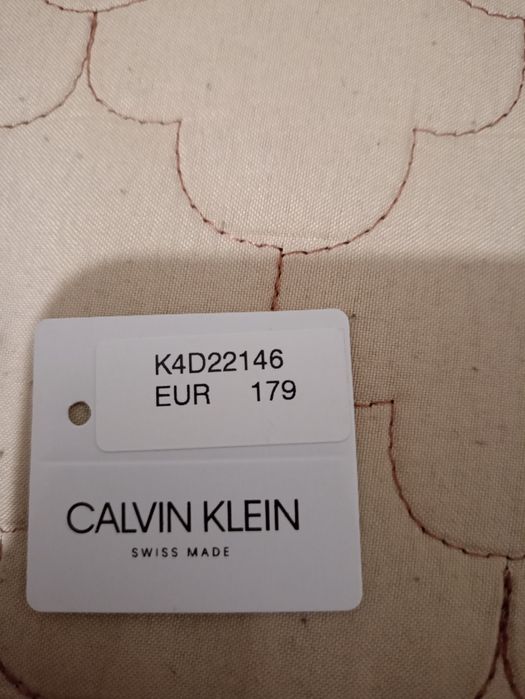 K4D22146
EUR 179
CALVIN KLEIN
SWISS MADE